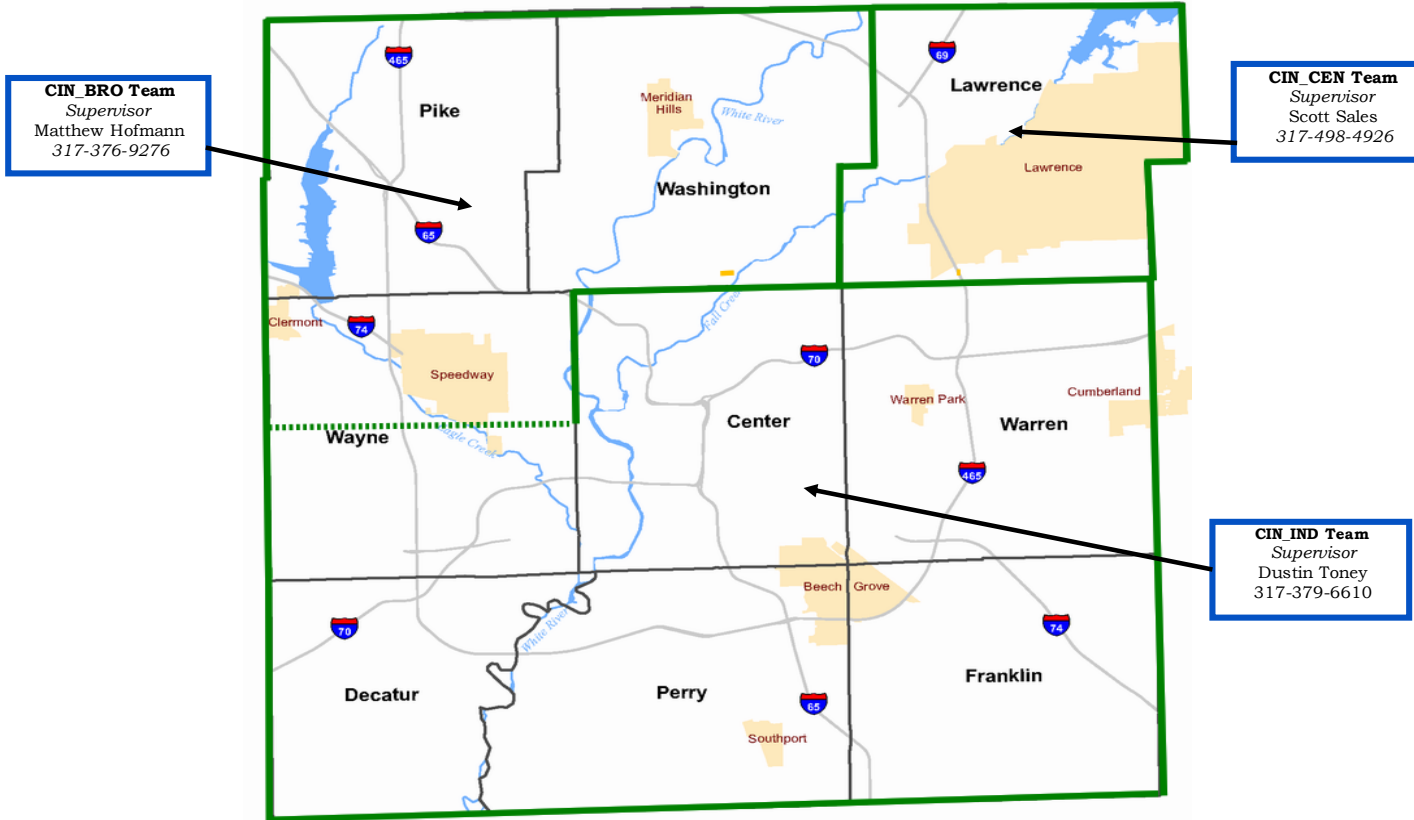 CIN_BRO Team
Supervisor
Matthew Hofmann
317-376-9276
CIN_CEN Team
Supervisor
Scott Sales
317-498-4926
CIN_IND Team
Supervisor
Dustin Toney
317-379-6610
465
Pike
65
Meridian
Hills
White River
Washington
69
Lawrence
Lawrence
Clermont
74
Speedway
Wayne
Eagle Creek
Fall Creek
70
Center
Warren Park
Cumberland
Warren
465
Beech Grove
70
White River
Decatur
Perry
65
Southport
74
Franklin